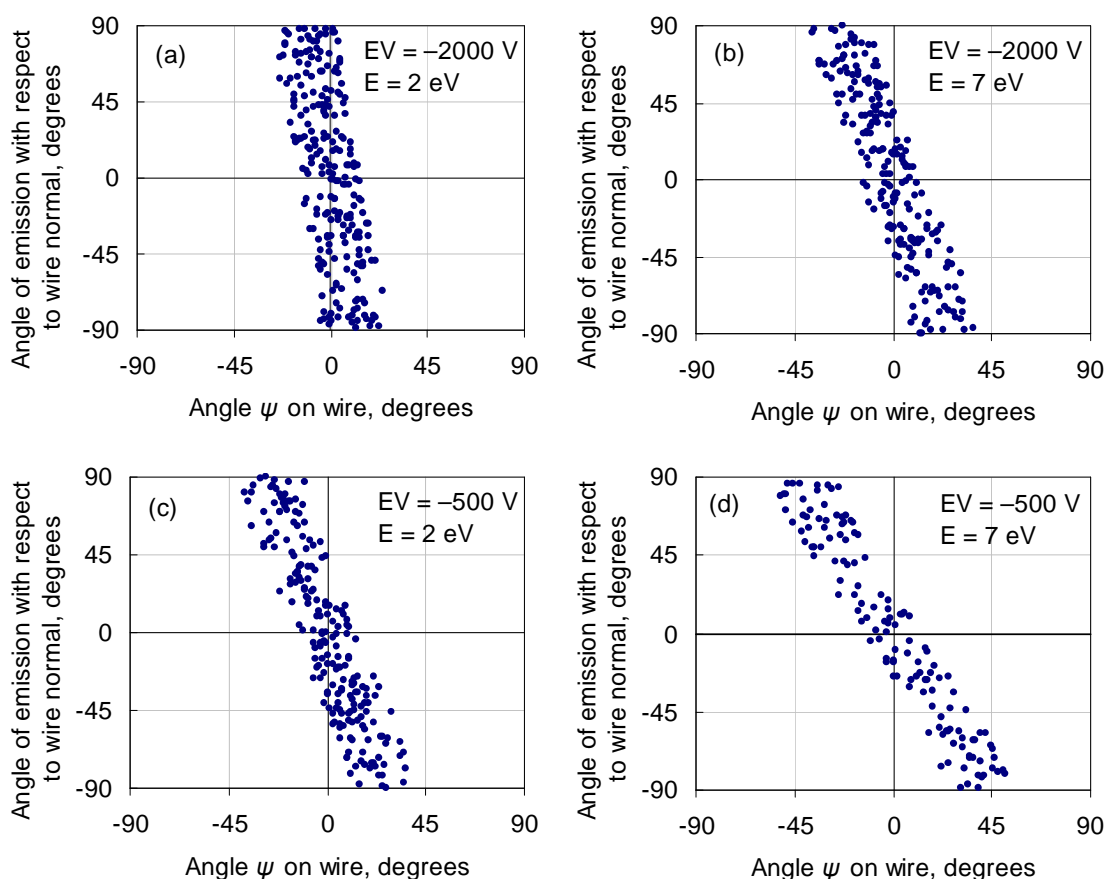 Angle of emission with respect
to wire normal, degrees
90
45
0
-45
-90
(a)
EV = –2000 V
E = 2 eV
-90 -45 0 45 90
Angle ψ on wire, degrees
Angle of emission with respect
to wire normal, degrees
90
45
0
-45
-90
(b)
EV = –2000 V
E = 7 eV
-90 -45 0 45 90
Angle ψ on wire, degrees
Angle of emission with respect
to wire normal, degrees
90
45
0
-45
-90
(c)
EV = –500 V
E = 2 eV
-90 -45 0 45 90
Angle ψ on wire, degrees
Angle of emission with respect
to wire normal, degrees
90
45
0
-45
-90
(d)
EV = –500 V
E = 7 eV
-90 -45 0 45 90
Angle ψ on wire, degrees